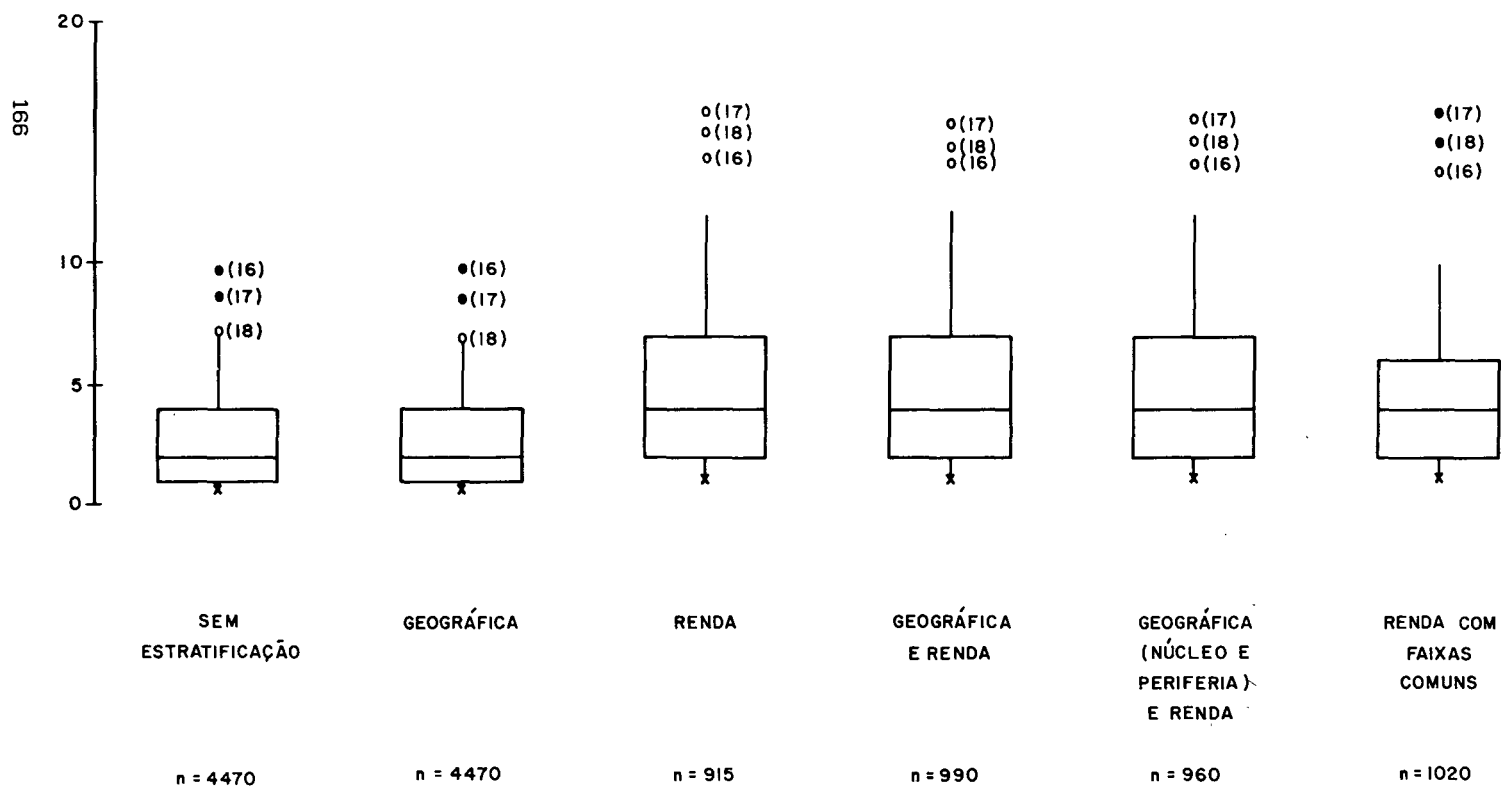 166
20
10
5
0
(16)
(17)
(18)
(16)
(17)
(18)
(17)
(18)
(16)
(17)
(18)
(16)
(17)
(18)
(16)
(17)
(18)
(16)
SEM
ESTRATIFICAÇÃO
GEOGRÁFICA
RENDA
GEOGRÁFICA
E RENDA
GEOGRÁFICA
(NÚCLEO E
PERIFERIA)
E RENDA
RENDA COM
FAIXAS
COMUNS
n = 4470
n = 4470
n = 915
n = 990
n = 960
n = 1020